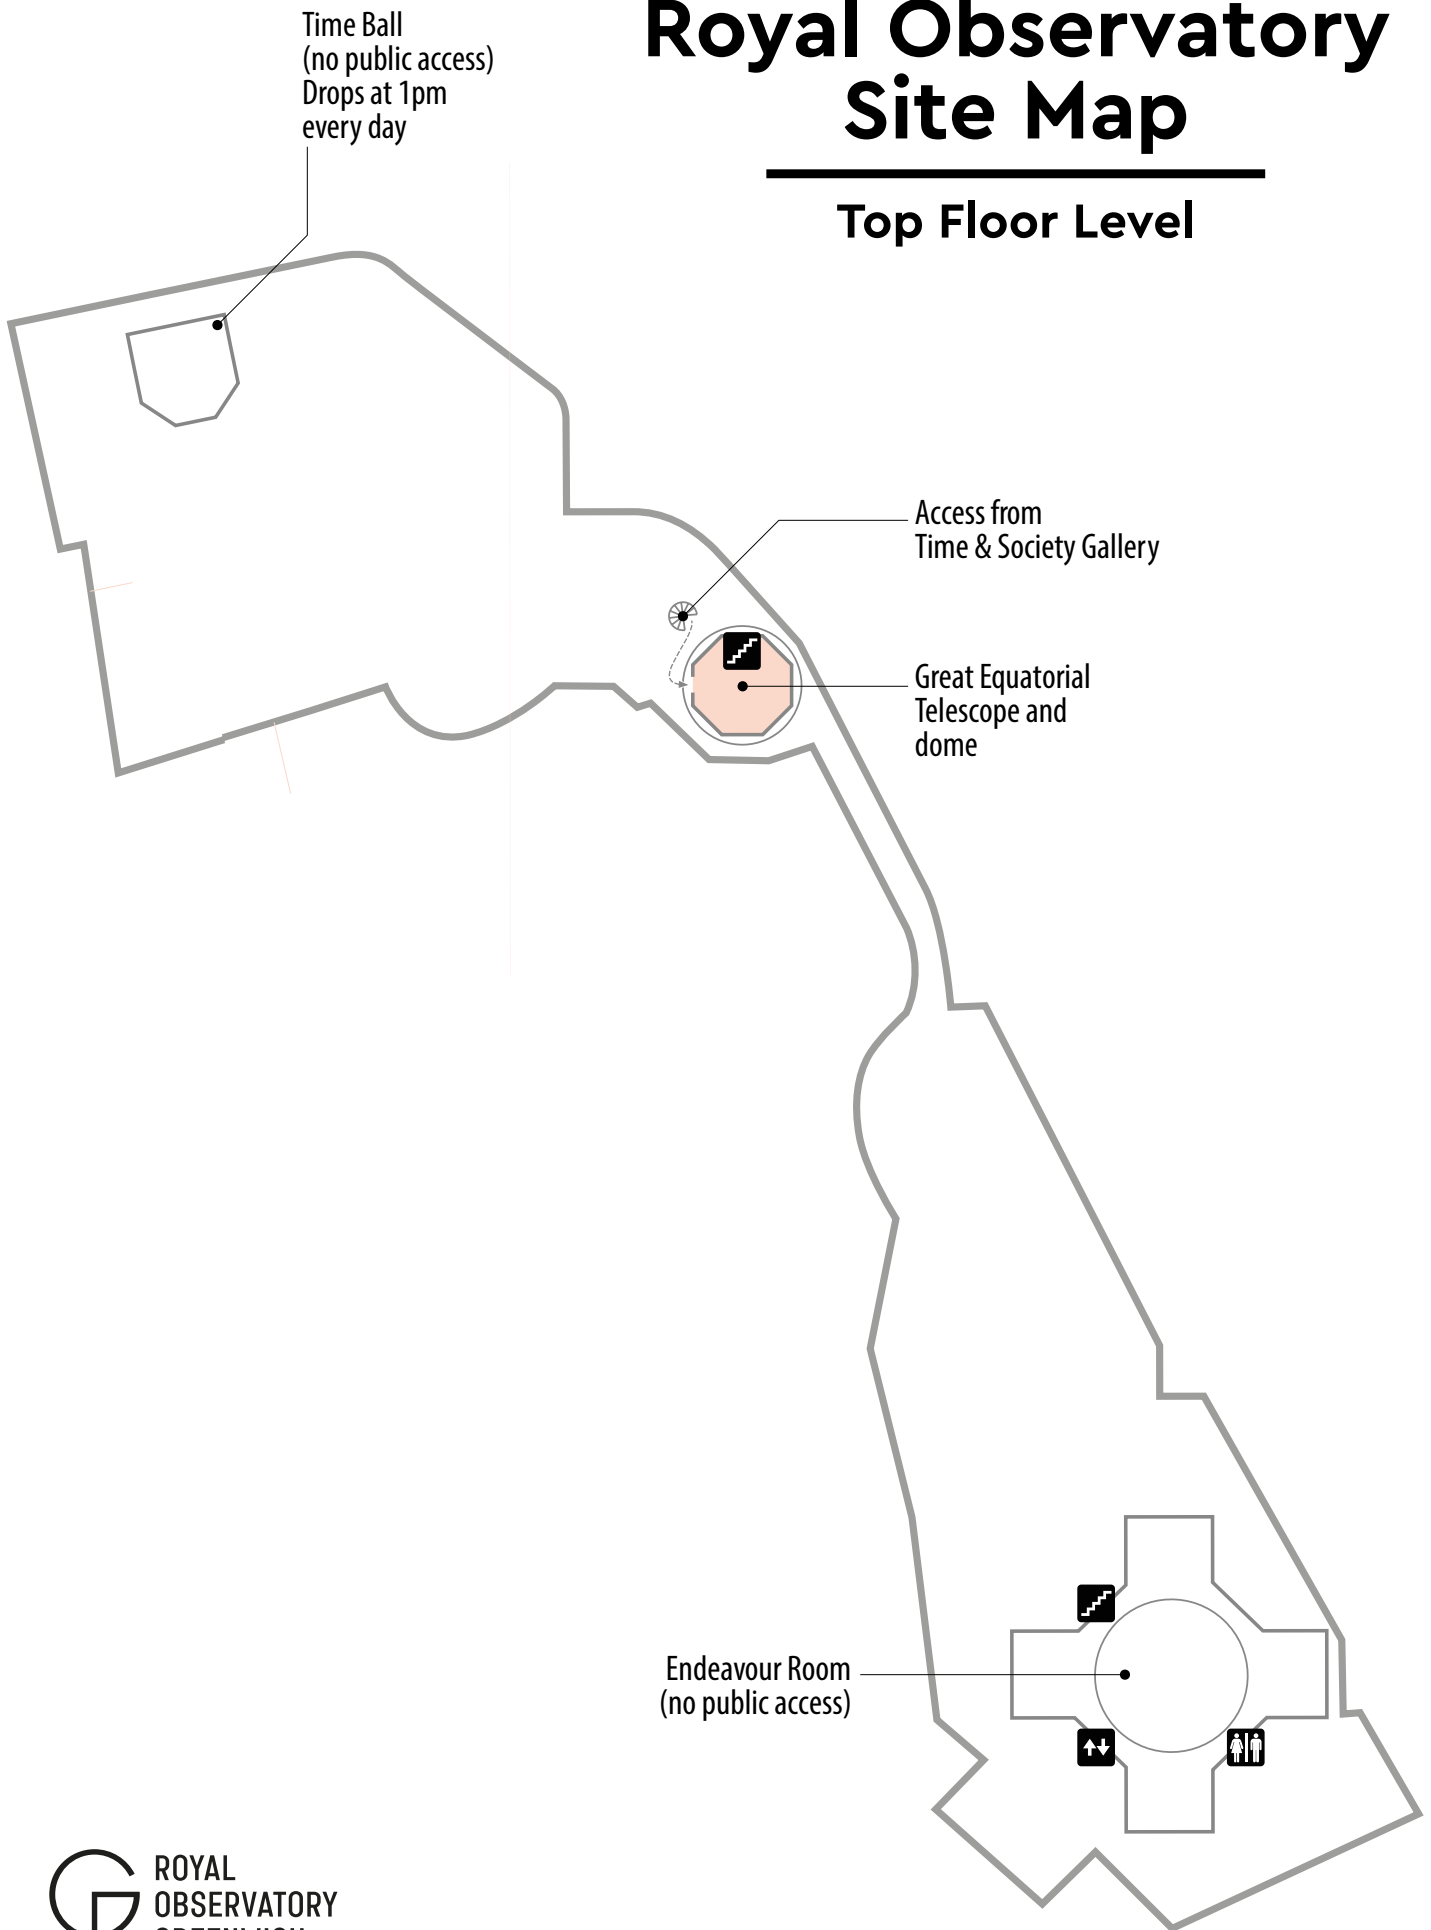 Time Ball
(no public access)
Drops at 1pm
every day
Royal Observatory
Site Map
Top Floor Level
Access from
Time & Society Gallery
Great Equatorial
Telescope and
dome
Endeavour Room
(no public access)
ROYAL
OBSERVATORY